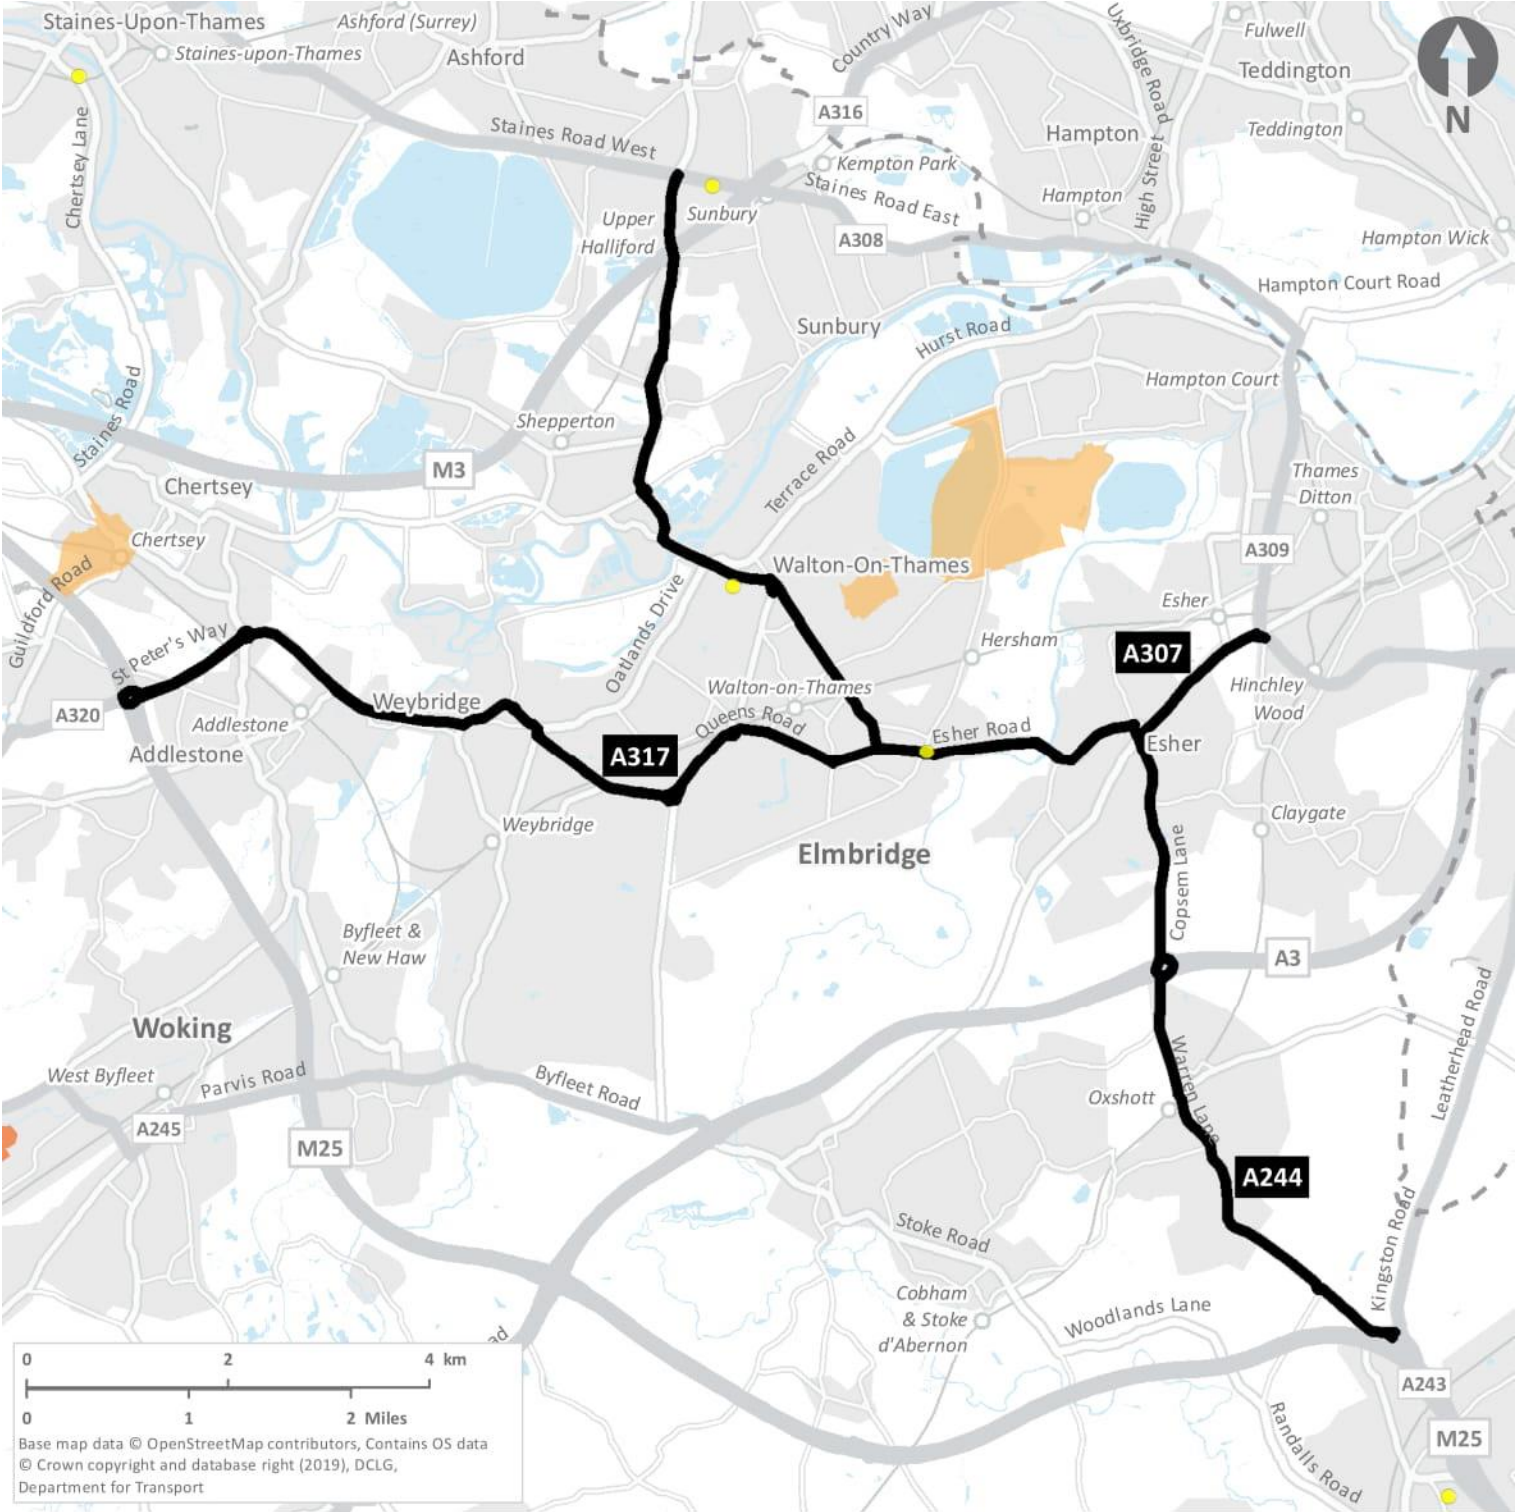 Staines-Upon-Thames
Ashford (Surrey)
Staines-upon-Thames
Ashford
Country Way
Uxbridge Road
Fulwell
Teddington
N
A316
Staines Road West
Hampton
Teddington
Chertsey Lane
Kempton Park
High Street
Staines Road East
Hampton
Upper
Halliford
Sunbury
A308
Hampton Wick
Hampton Court Road
Sunbury
Hurst Road
Hampton Court
Staines Road
Shepperton
M3
Terrace Road
Thames
Ditton
Chertsey
Chertsey
A309
Walton-On-Thames
Guildford Road
Oatlands Drive
Esher
St Peter's Way
Hersham
A307
Hinchley
Wood
Walton-on-Thames
Weybridge
A320
Addlestone
Queens Road
Esher Road
Esher
Addlestone
A317
Weybridge
Claygate
Elmbridge
Copsem Lane
Byfleet &
New Haw
A3
Leatherhead Road
Woking
West Byfleet
Parvis Road
Byfleet Road
Warren Lane
Oxshott
A245
M25
A244
Kingston Road
Stoke Road
Cobham
& Stoke
d'Abernon
Woodlands Lane
ad
A243
Randalls Road
M25
0 2 4 km
0 1 2 Miles
Base map data © OpenStreetMap contributors, Contains OS data
© Crown copyright and database right (2019), DCLG,
Department for Transport